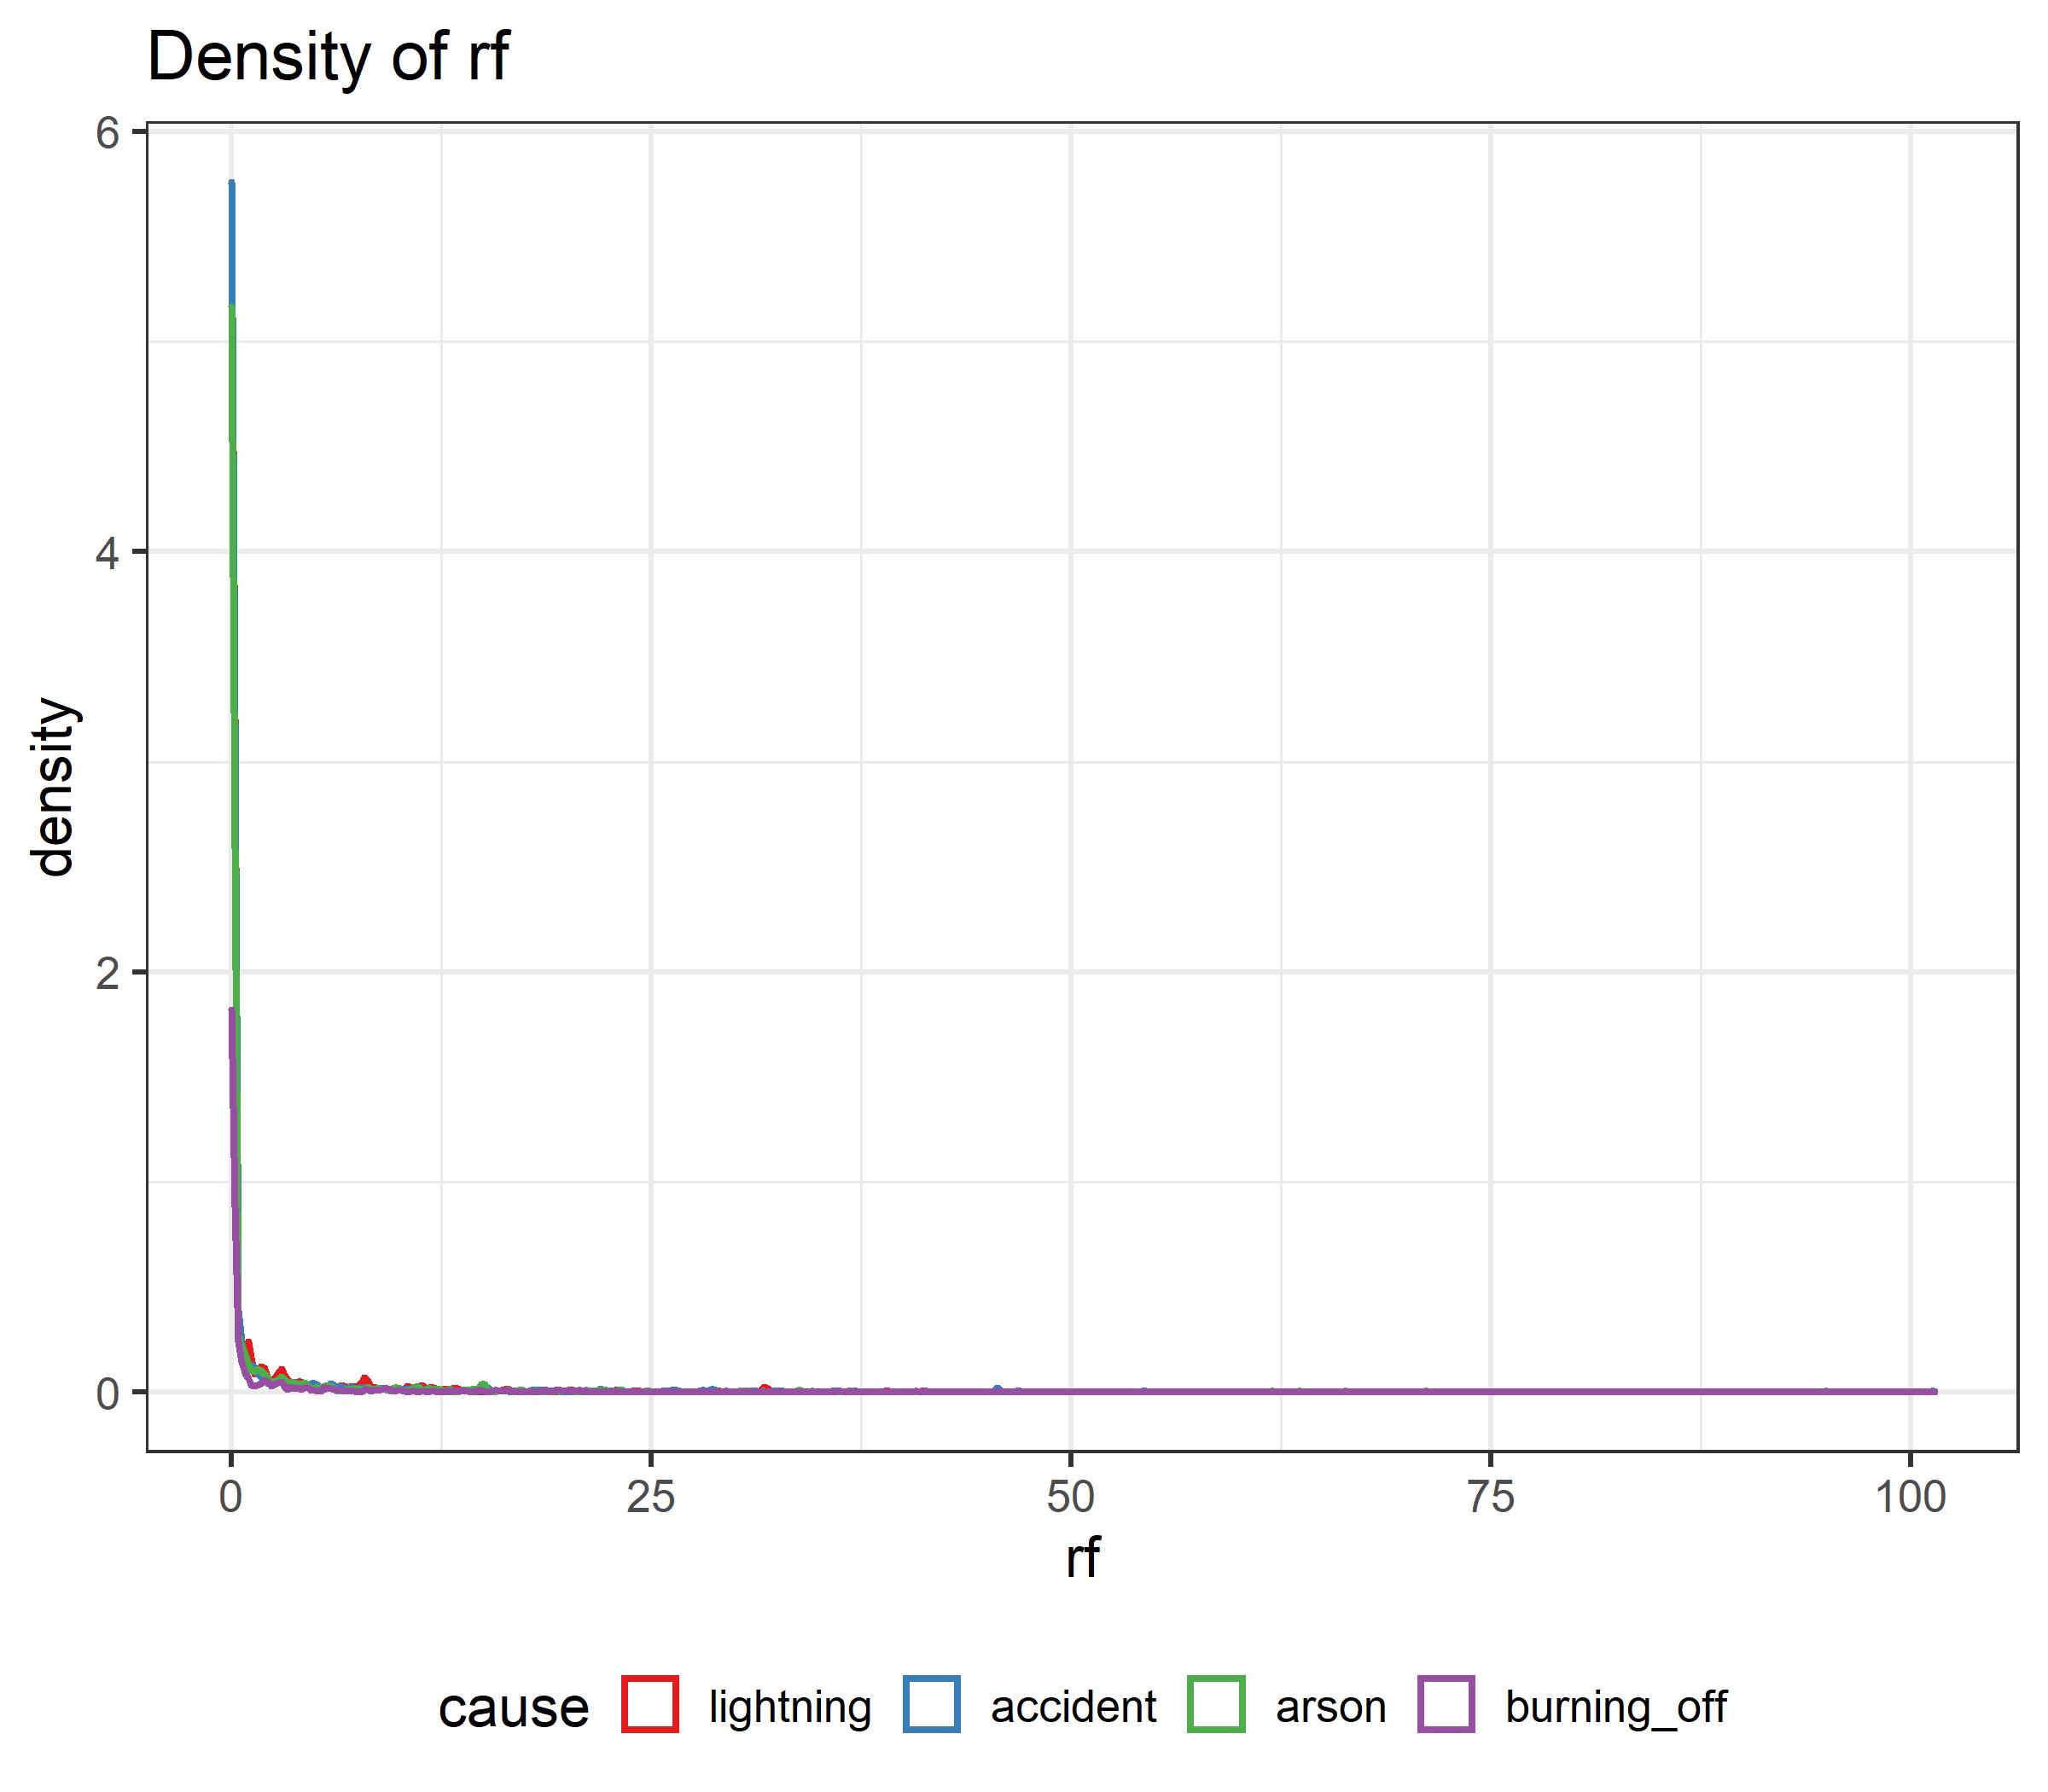 Density of rf
6
4
2
0
density
0 25 50 75 100
rf
cause lightning accident arson burning_off